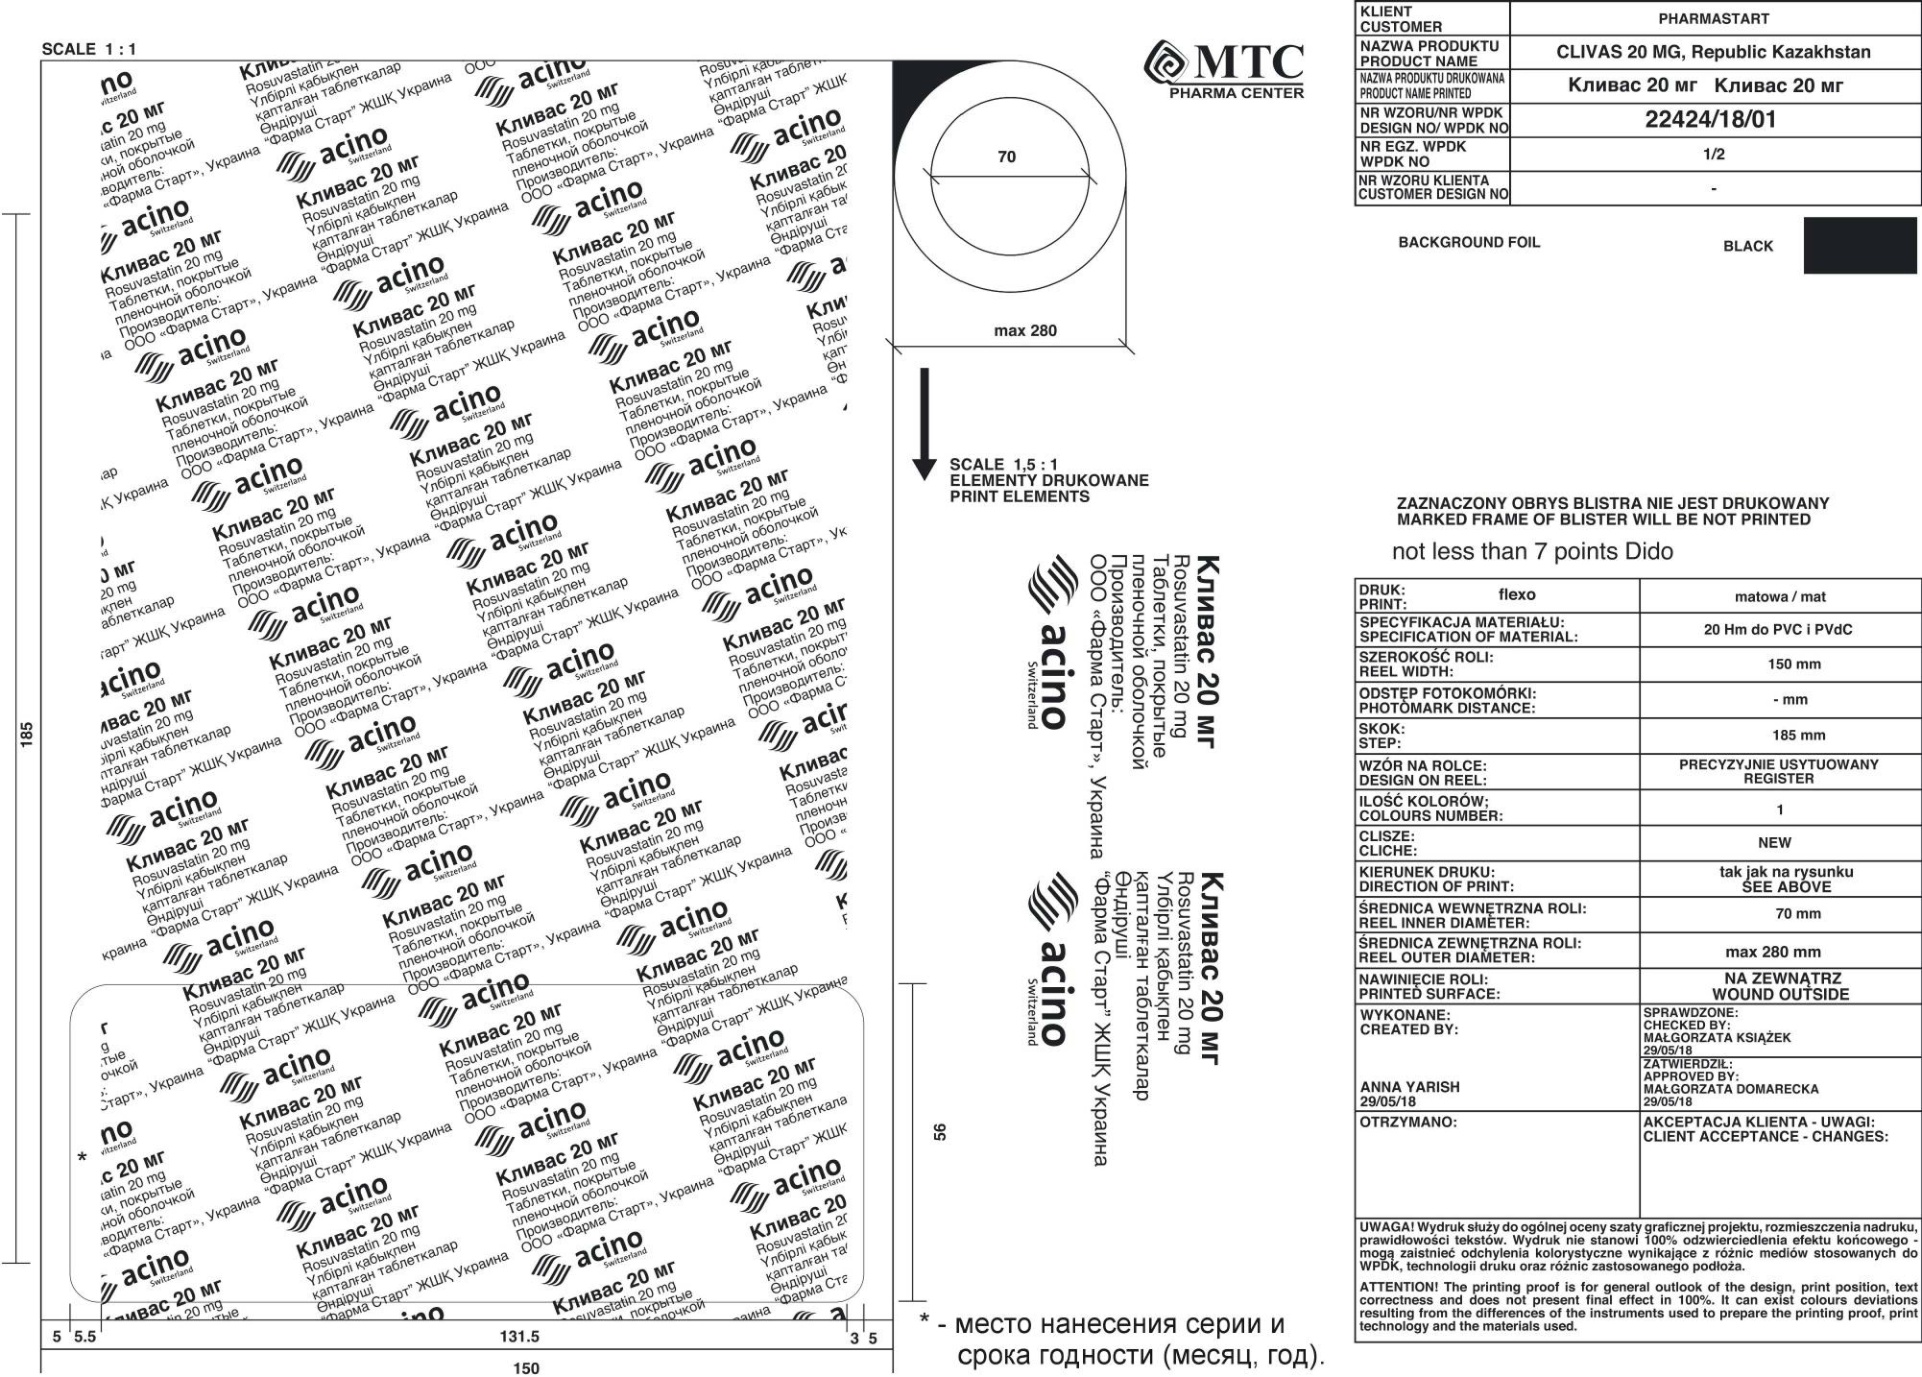 SCALE 1 : 1
MTC
PHARMA CENTER
KLIENT
CUSTOMER
PHARMASTART
NAZWA PRODUKTU
PRODUCT NAME
CLIVAS 20 MG, Republic Kazakhstan
NAZWA PRODUKTU DRUKOWANA
PRODUCT NAME PRINTED
Кливас 20 мг Кливас 20 мг
NR WZORU/NR WPDK
DESIGN NO/ WPDK NO
22424/18/01
NR EGZ. WPDK
WPDK NO
1/2
NR WZORU KLIENTA
CUSTOMER DESIGN NO
-
BACKGROUND FOIL
BLACK
70
max 280
SCALE 1,5 : 1
ELEMENTY DRUKOWANE
PRINT ELEMENTS
acino
Switzerland
Кливас 20 мг
Rosuvastatin 20 mg
Таблетки, покрытые
пленочной оболочкой
Производитель:
ООО «Фарма Старт», Украина
acino
Switzerland
Кливас 20 мг
Rosuvastatin 20 mg
Үлбірлі қабықпен
қапталған таблеткалар
Өндіруші
“Фарма Старт” ЖШҚ Украина
185
56
*
5 5.5
131.5
3 5
150
* - место нанесения серии и
срока годности (месяц, год).
ZAZNACZONY OBRYS BLISTRA NIE JEST DRUKOWANY
MARKED FRAME OF BLISTER WILL BE NOT PRINTED
not less than 7 points Dido
DRUK:
PRINT:
flexo
matowa / mat
SPECYFIKACJA MATERIAŁU:
SPECIFICATION OF MATERIAL:
20 Hm do PVC i PVdC
SZEROKOŚĆ ROLI:
REEL WIDTH:
150 mm
ODSTĘP FOTOKOMÓRKI:
PHOTOMARK DISTANCE:
- mm
SKOK:
STEP:
185 mm
WZÓR NA ROLCE:
DESIGN ON REEL:
PRECYZYJNIE USYTUOWANY
REGISTER
ILOŚĆ KOLORÓW;
COLOURS NUMBER:
1
CLISZE:
CLICHE:
NEW
KIERUNEK DRUKU:
DIRECTION OF PRINT:
tak jak na rysunku
SEE ABOVE
ŚREDNICA WEWNĘTRZNA ROLI:
REEL INNER DIAMETER:
70 mm
ŚREDNICA ZEWNĘTRZNA ROLI:
REEL OUTER DIAMETER:
max 280 mm
NAWINIĘCIE ROLI:
PRINTED SURFACE:
NA ZEWNĄTRZ
WOUND OUTSIDE
WYKONANE:
CREATED BY:
ANNA YARISH
29/05/18
SPRAWDZONE:
CHECKED BY:
MAŁGORZATA KSIĄŻEK
29/05/18
ZATWIERDZIŁ:
APPROVED BY:
MAŁGORZATA DOMARECKA
29/05/18
OTRZYMANO:
AKCEPTACJA KLIENTA - UWAGI:
CLIENT ACCEPTANCE - CHANGES:
UWAGA! Wydruk służy do ogólnej oceny szaty graficznej projektu, rozmieszczenia nadruku,
prawidłowości tekstów. Wydruk nie stanowi 100% odzwierciedlenia efektu końcowego -
mogą zaistnieć odchylenia kolorystyczne wynikające z różnic mediów stosowanych do
WPDK, technologii druku oraz różnic zastosowanego podłoża.
ATTENTION! The printing proof is for general outlook of the design, print position, text
correctness and does not present final effect in 100%. It can exist colours deviations
resulting from the differences of the instruments used to prepare the printing proof, print
technology and the materials used.